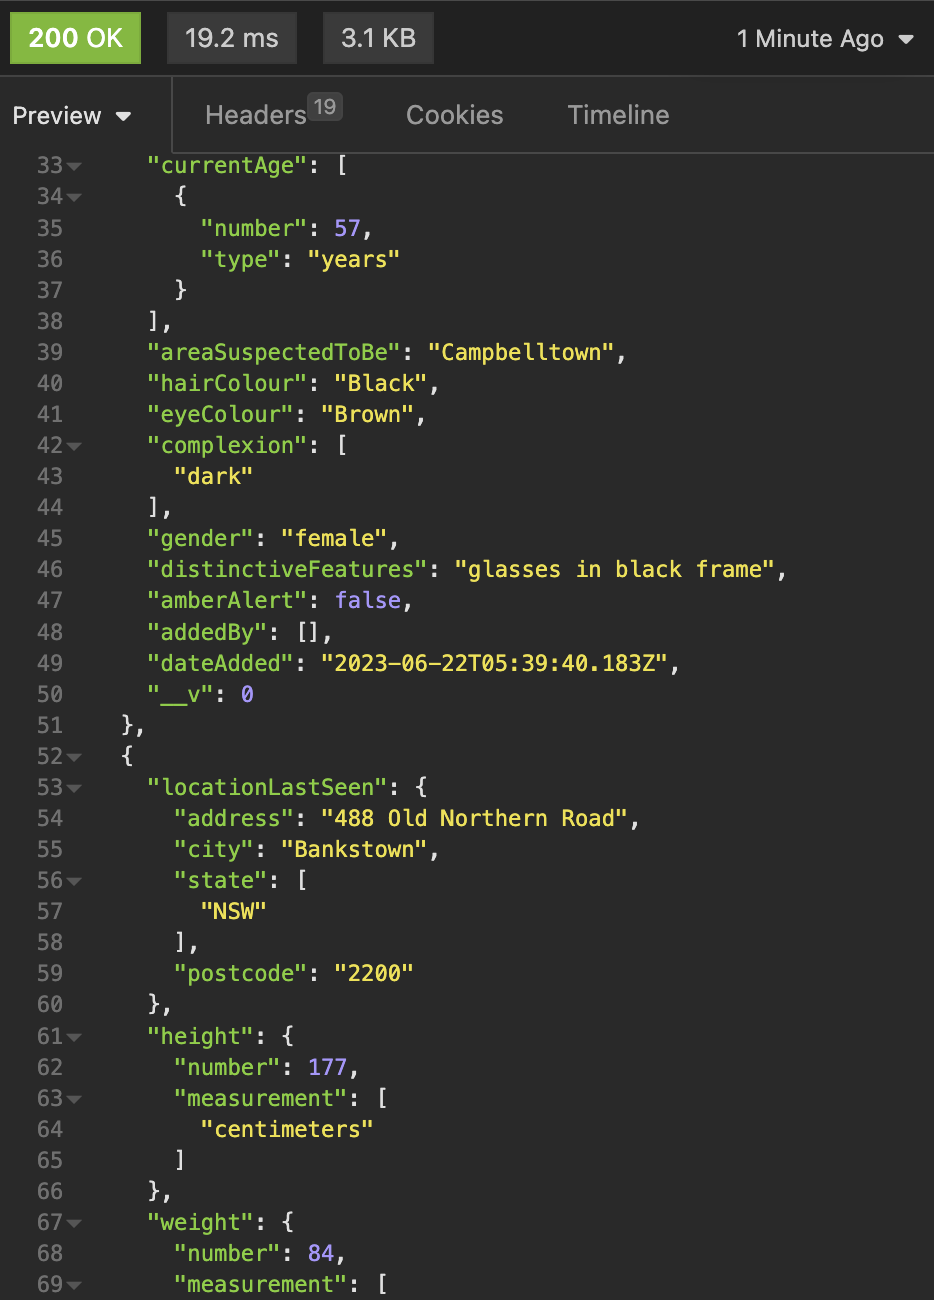 200 OK 19.2 ms 3.1 KB 1 Minute Ago
Preview Headers 19 Cookies Timeline
33 "currentAge": [
34 {
35 "number": 57,
36 "type": "years"
37 }
38 ],
39 "areaSuspectedToBe": "Campbelltown",
40 "hairColour": "Black",
41 "eyeColour": "Brown",
42 "complexion": [
43 "dark"
44 ],
45 "gender": "female",
46 "distinctiveFeatures": "glasses in black frame",
47 "amberAlert": false,
48 "addedBy": [],
49 "dateAdded": "2023-06-22T05:39:40.183Z",
50 "__v": 0
51 },
52 {
53 "locationLastSeen": {
54 "address": "488 Old Northern Road",
55 "city": "Bankstown",
56 "state": [
57 "NSW"
58 ],
59 "postcode": "2200"
60 },
61 "height": {
62 "number": 177,
63 "measurement": [
64 "centimeters"
65 ]
66 },
67 "weight": {
68 "number": 84,
69 "measurement": [